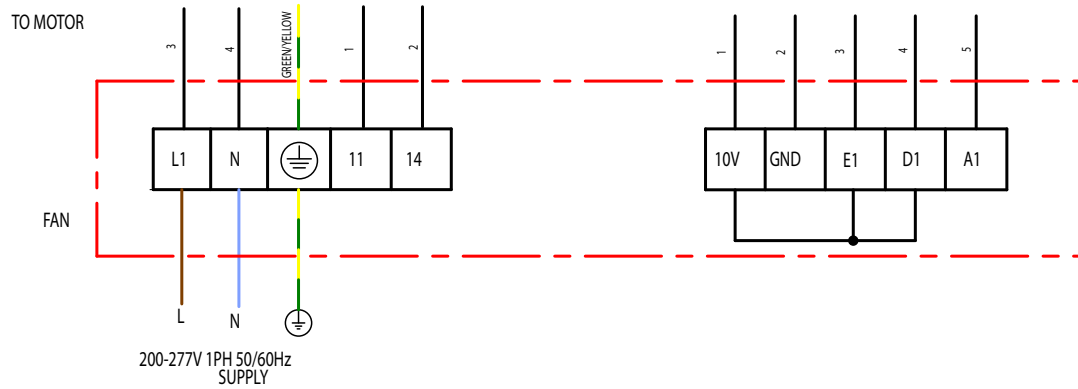 TO MOTOR
3
4
GREEN/YELLOW
1
2
1
2
3
4
5
L1
N
11
14
10V
GND
E1
D1
A1
FAN
L
N
200-277V 1PH 50/60Hz
SUPPLY